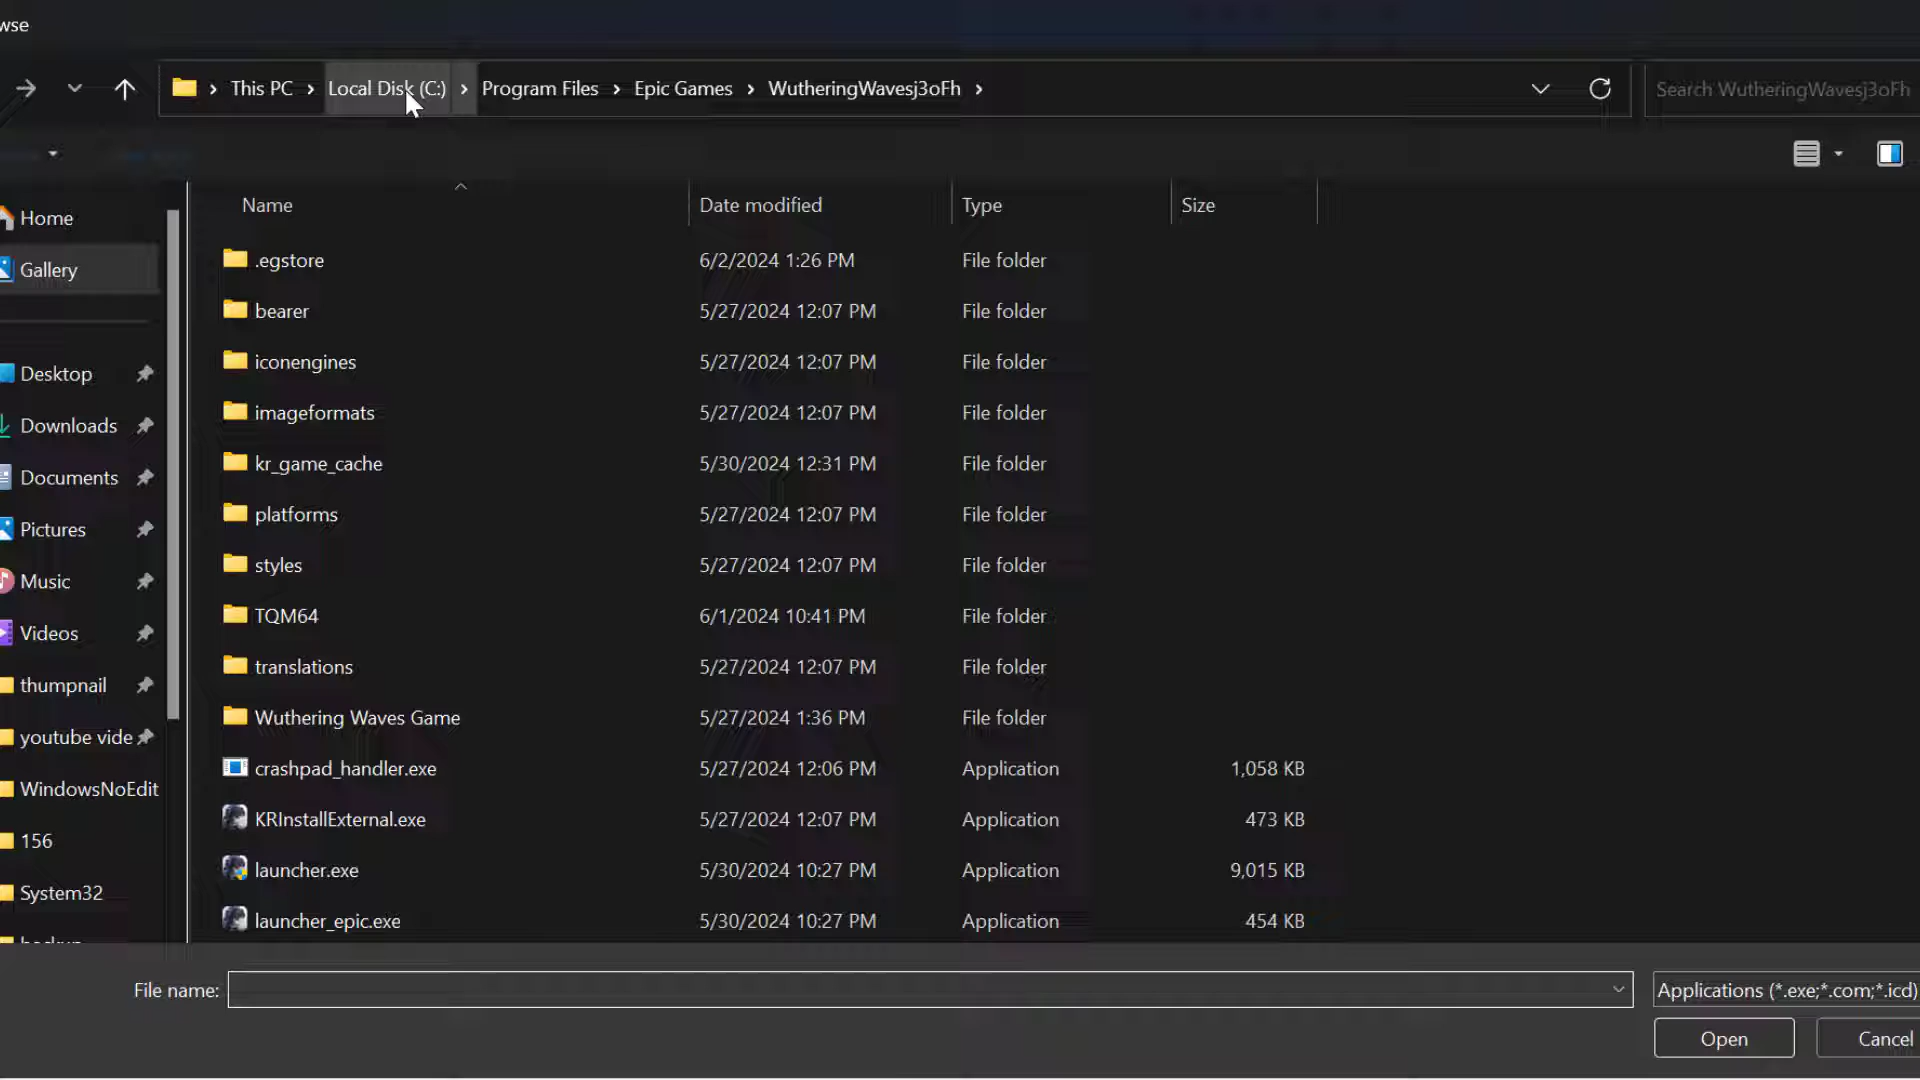 wse
This PC
Local Disk (C:)
Program Files
Epic Games
WutheringWavesj3oFh
Search WutheringWavesj3oFh
Name
Date modified
Type
Size
Home
Gallery
Desktop
Downloads
Documents
Pictures
Music
Videos
thumpnail
youtube vide
WindowsNoEdit
156
System32
.egstore 6/2/2024 1:26 PM File folder
bearer 5/27/2024 12:07 PM File folder
iconengines 5/27/2024 12:07 PM File folder
imageformats 5/27/2024 12:07 PM File folder
kr_game_cache 5/30/2024 12:31 PM File folder
platforms 5/27/2024 12:07 PM File folder
styles 5/27/2024 12:07 PM File folder
TQM64 6/1/2024 10:41 PM File folder
translations 5/27/2024 12:07 PM File folder
Wuthering Waves Game 5/27/2024 1:36 PM File folder
crashpad_handler.exe 5/27/2024 12:06 PM Application 1,058 KB
KRInstallExternal.exe 5/27/2024 12:07 PM Application 473 KB
launcher.exe 5/30/2024 10:27 PM Application 9,015 KB
launcher_epic.exe 5/30/2024 10:27 PM Application 454 KB
File name:
Applications (*.exe;*.com;*.icd)
Open
Cancel